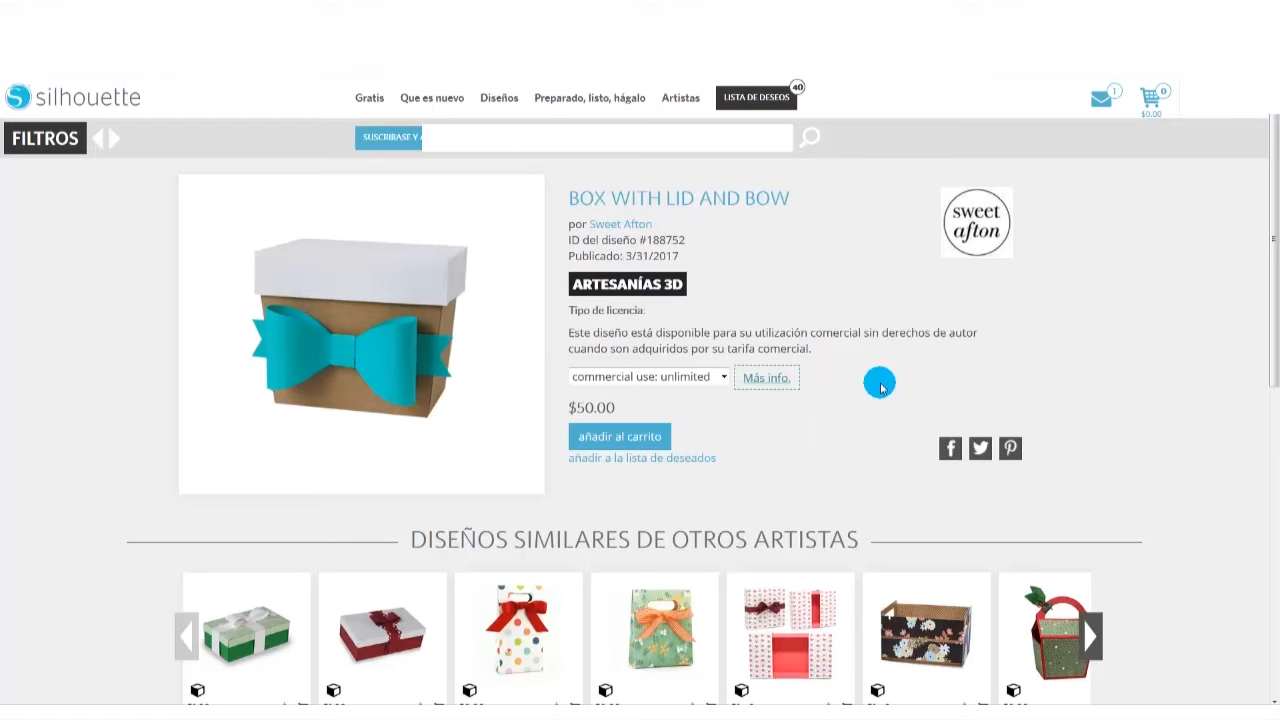 silhouette
Gratis Que es nuevo Diseños Preparado, listo, hágalo Artistas LISTA DE DESEOS 40
1 0
$0.00
FILTROS
SUSCRIBASE Y
BOX WITH LID AND BOW
por Sweet Afton
ID del diseño #188752
Publicado: 3/31/2017
ARTESANÍAS 3D
Tipo de licencia:
Este diseño está disponible para su utilización comercial sin derechos de autor
cuando son adquiridos por su tarifa comercial.
commercial use: unlimited Más info.
$50.00
añadir al carrito
añadir a la lista de deseados
sweet
afton
DISEÑOS SIMILARES DE OTROS ARTISTAS